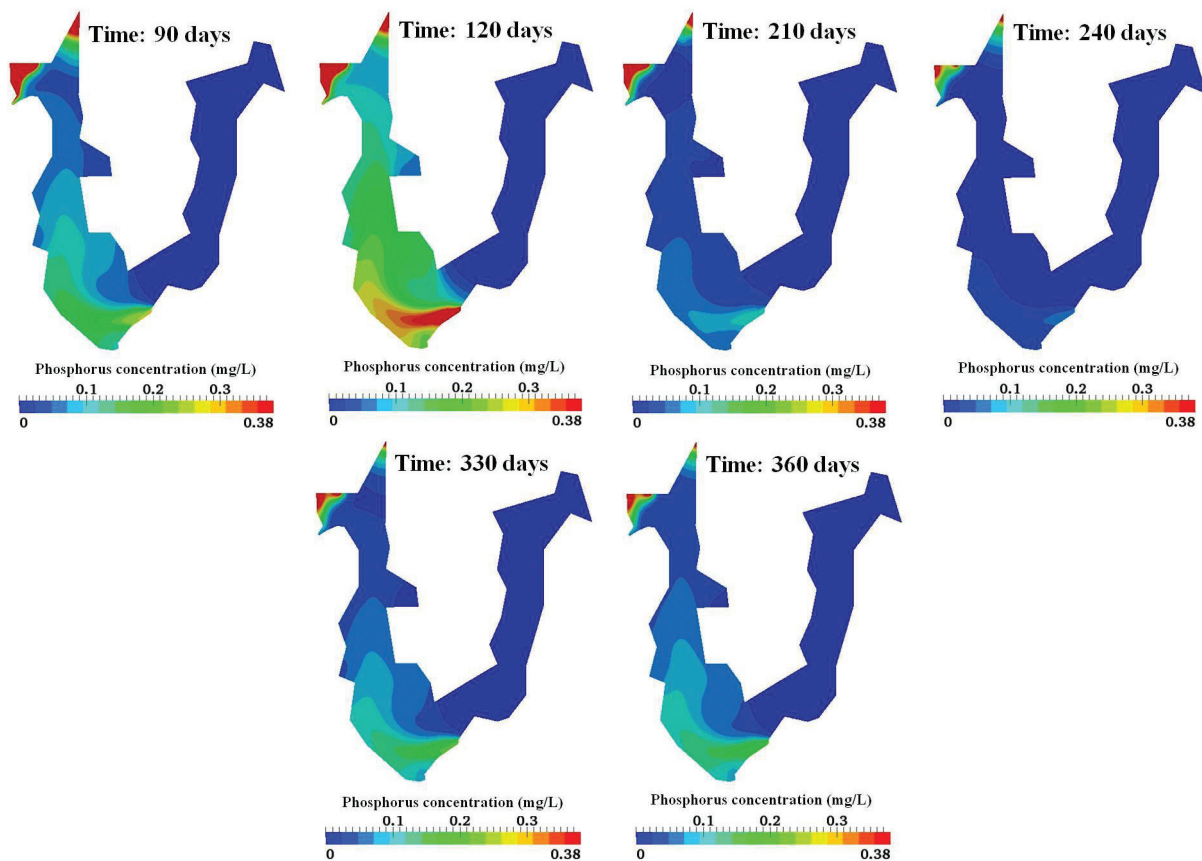 Time: 90 days
Time: 120 days
Time: 210 days
Time: 240 days
Phosphorus concentration (mg/L)
0.1 0.2 0.3
0 0.38
Phosphorus concentration (mg/L)
0.1 0.2 0.3
0 0.38
Phosphorus concentration (mg/L)
0.1 0.2 0.3
0 0.38
Phosphorus concentration (mg/L)
0.1 0.2 0.3
0 0.38
Time: 330 days
Time: 360 days
Phosphorus concentration (mg/L)
0.1 0.2 0.3
0 0.38
Phosphorus concentration (mg/L)
0.1 0.2 0.3
0 0.38